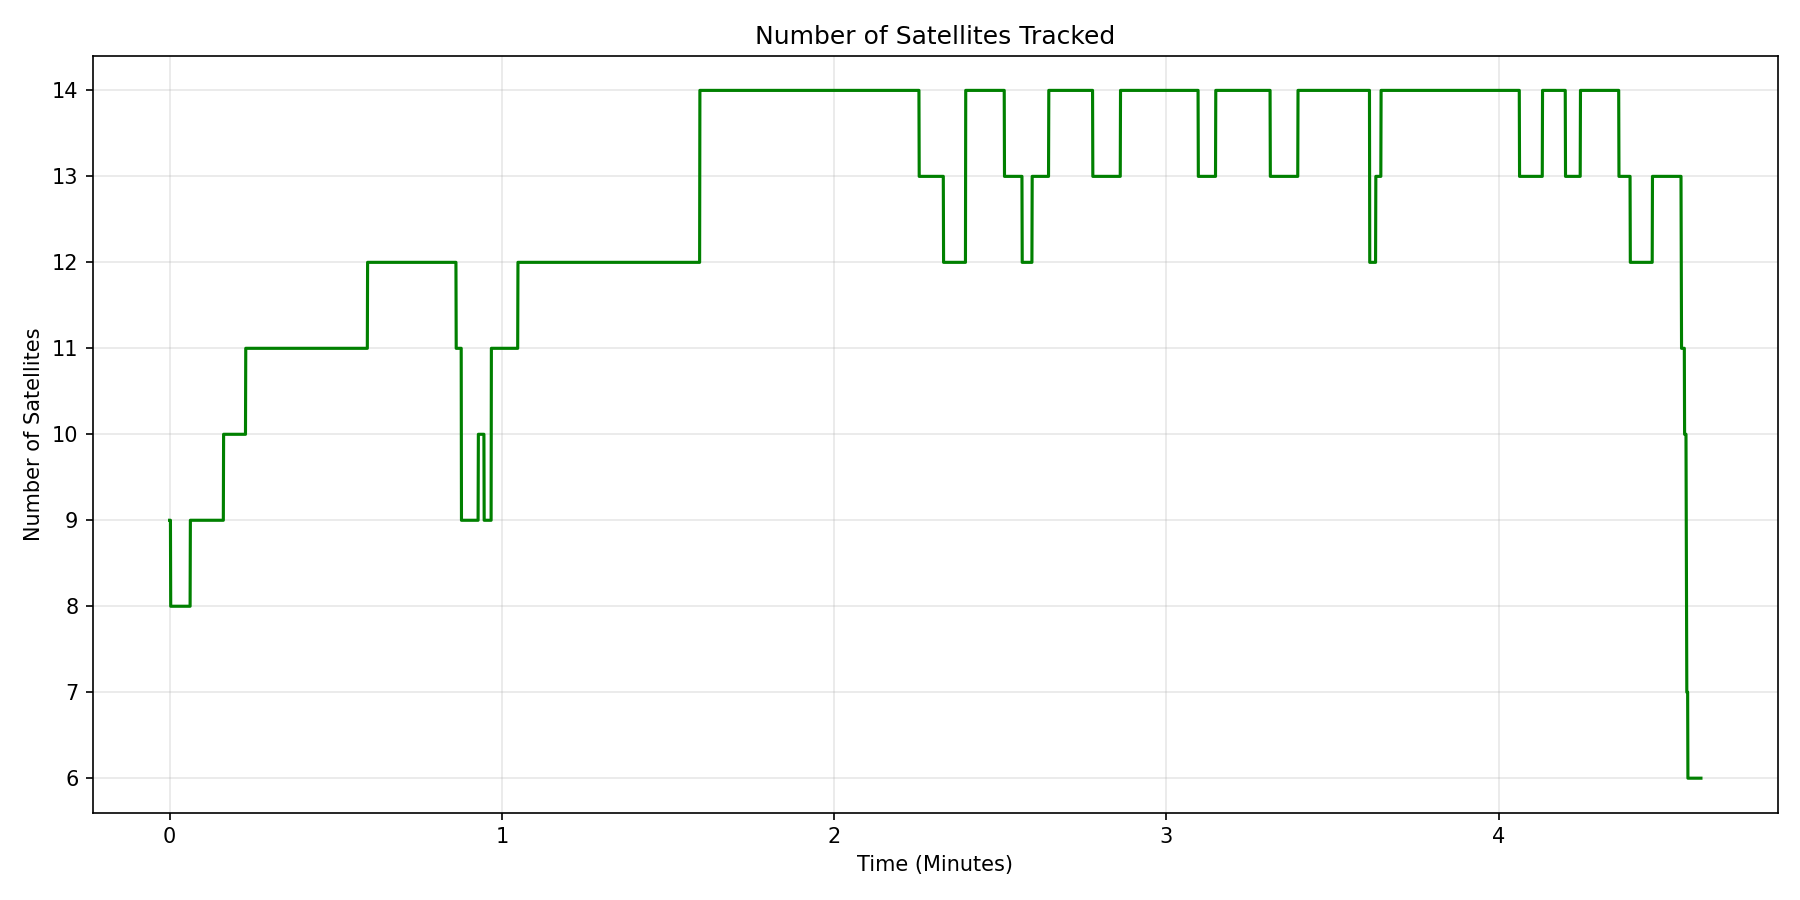 Number of Satellites Tracked
Number of Satellites
14
13
12
11
10
9
8
7
6
0 1 2 3 4
Time (Minutes)